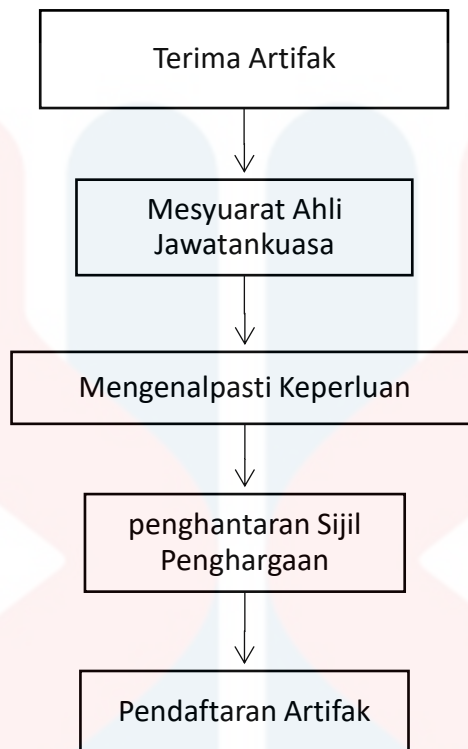 Terima Artifak
Mesyuarat Ahli
Jawatankuasa
Mengenalpasti Keperluan
penghantaran Sijil
Penghargaan
Pendaftaran Artifak